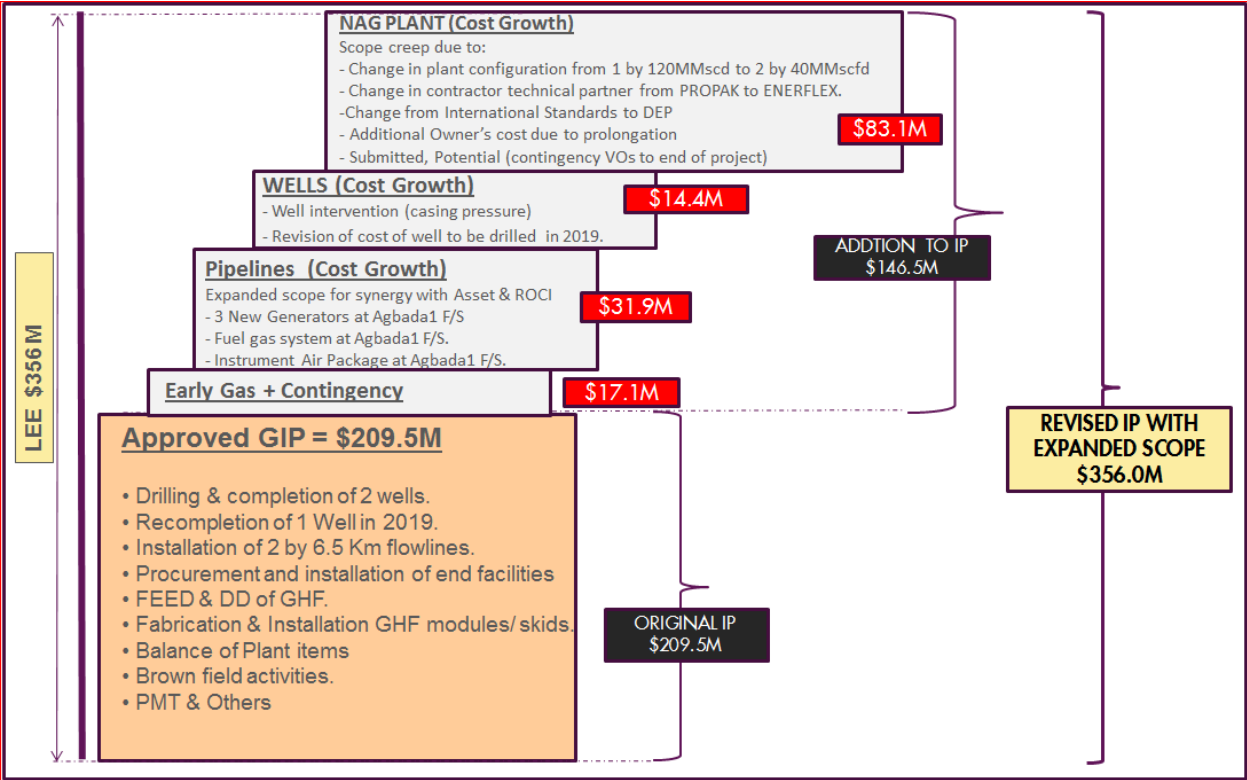 NAG PLANT (Cost Growth)
Scope creep due to:
- Change in plant configuration from 1 by 120MMscd to 2 by 40MMscfd
- Change in contractor technical partner from PROPAK to ENERFLEX.
-Change from International Standards to DEP
- Additional Owner's cost due to prolongation
- Submitted, Potential (contingency VOs to end of project)
$83.1M
WELLS (Cost Growth)
- Well intervention (casing pressure)
- Revision of cost of well to be drilled in 2019.
$14.4M
ADDTION TO IP
$146.5M
Pipelines (Cost Growth)
Expanded scope for synergy with Asset & ROCI
- 3 New Generators at Agbada1 F/S
- Fuel gas system at Agbada1 F/S.
- Instrument Air Package at Agbada1 F/S.
$31.9M
Early Gas + Contingency
$17.1M
LEE $356 M
Approved GIP = $209.5M
• Drilling & completion of 2 wells.
• Recompletion of 1 Well in 2019.
• Installation of 2 by 6.5 Km flowlines.
• Procurement and installation of end facilities
• FEED & DD of GHF.
• Fabrication & Installation GHF modules/ skids.
• Balance of Plant items
• Brown field activities.
• PMT & Others
ORIGINAL IP
$209.5M
REVISED IP WITH
EXPANDED SCOPE
$356.0M